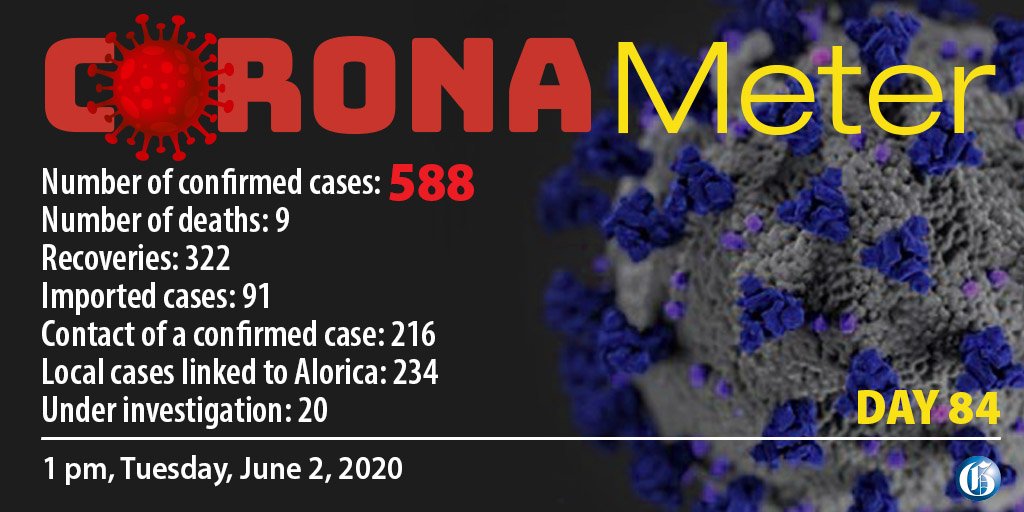 CORONA Meter
Number of confirmed cases: 588
Number of deaths: 9
Recoveries: 322
Imported cases: 91
Contact of a confirmed case: 216
Local cases linked to Alorica: 234
Under investigation: 20
DAY 84
1 pm, Tuesday, June 2, 2020
G